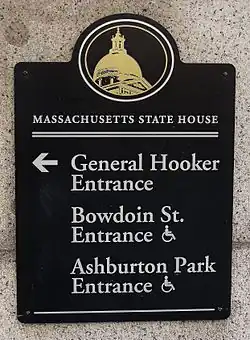 MASSACHUSETTS STATE HOUSE
General Hooker
Entrance
Bowdoin St.
Entrance
Ashburton Park
Entrance